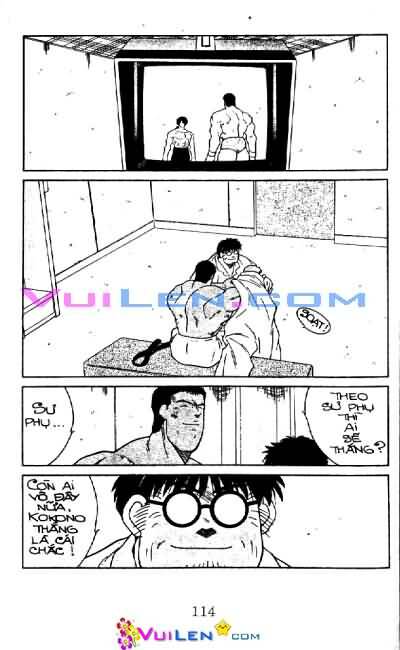 114
VUILEN.COM
SOẠT!
SƯ
PHỤ...
THEO
SƯ PHỤ
THÌ
AI
SẼ
THẮNG?
CÒN AI
VÔ ĐÂY
NỮA,
KOKONO
THẮNG
LÀ CÁI
CHẮC!
114
VUILEN.COM